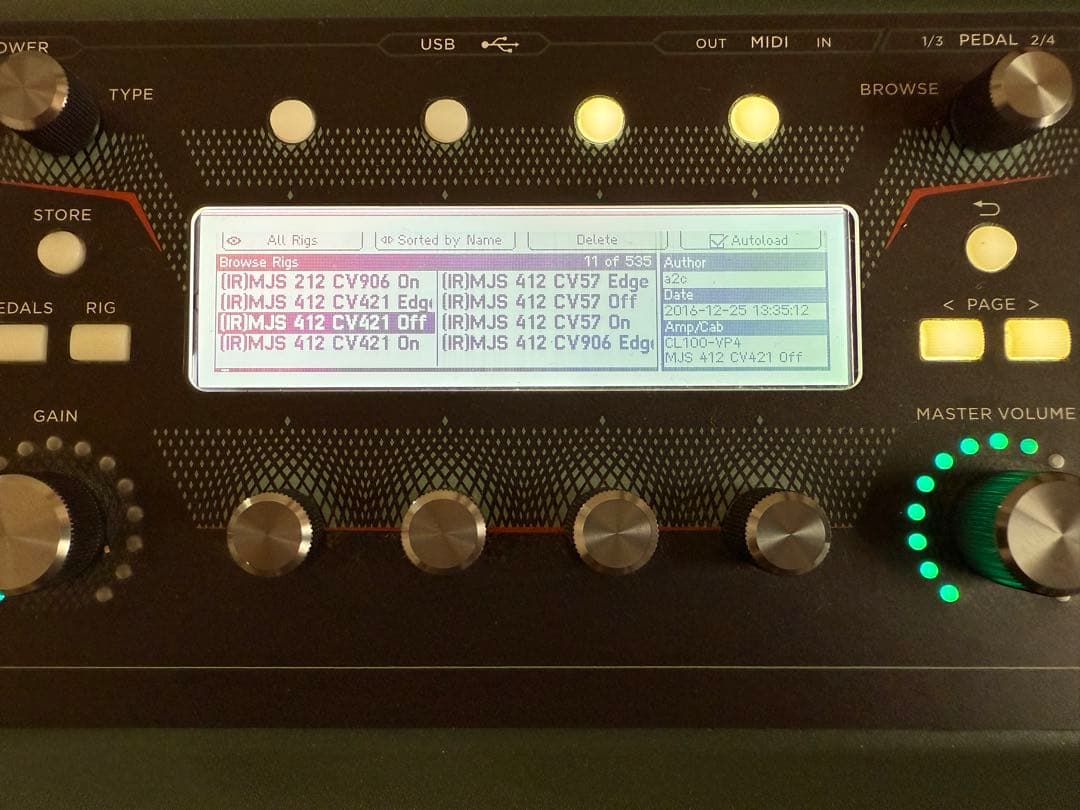 OWER
USB
OUT MIDI IN
1/3 PEDAL 2/4
TYPE
BROWSE
STORE
EDALS RIG
All Rigs
Sorted by Name
Delete
Autoload
Browse Rigs 11 of 535
(IR)MJS 212 CV906 On
(IR)MJS 412 CV421 Edg
(IR)MJS 412 CV421 Off
(IR)MJS 412 CV421 On
(IR)MJS 412 CV57 Edge
(IR)MJS 412 CV57 Off
(IR)MJS 412 CV57 On
(IR)MJS 412 CV906 Edg
Author
a2c
Date
2016-12-25 13:35:12
Amp/Cab
CL100-VP4
MJS 412 CV421 Off
< PAGE >
GAIN
MASTER VOLUME